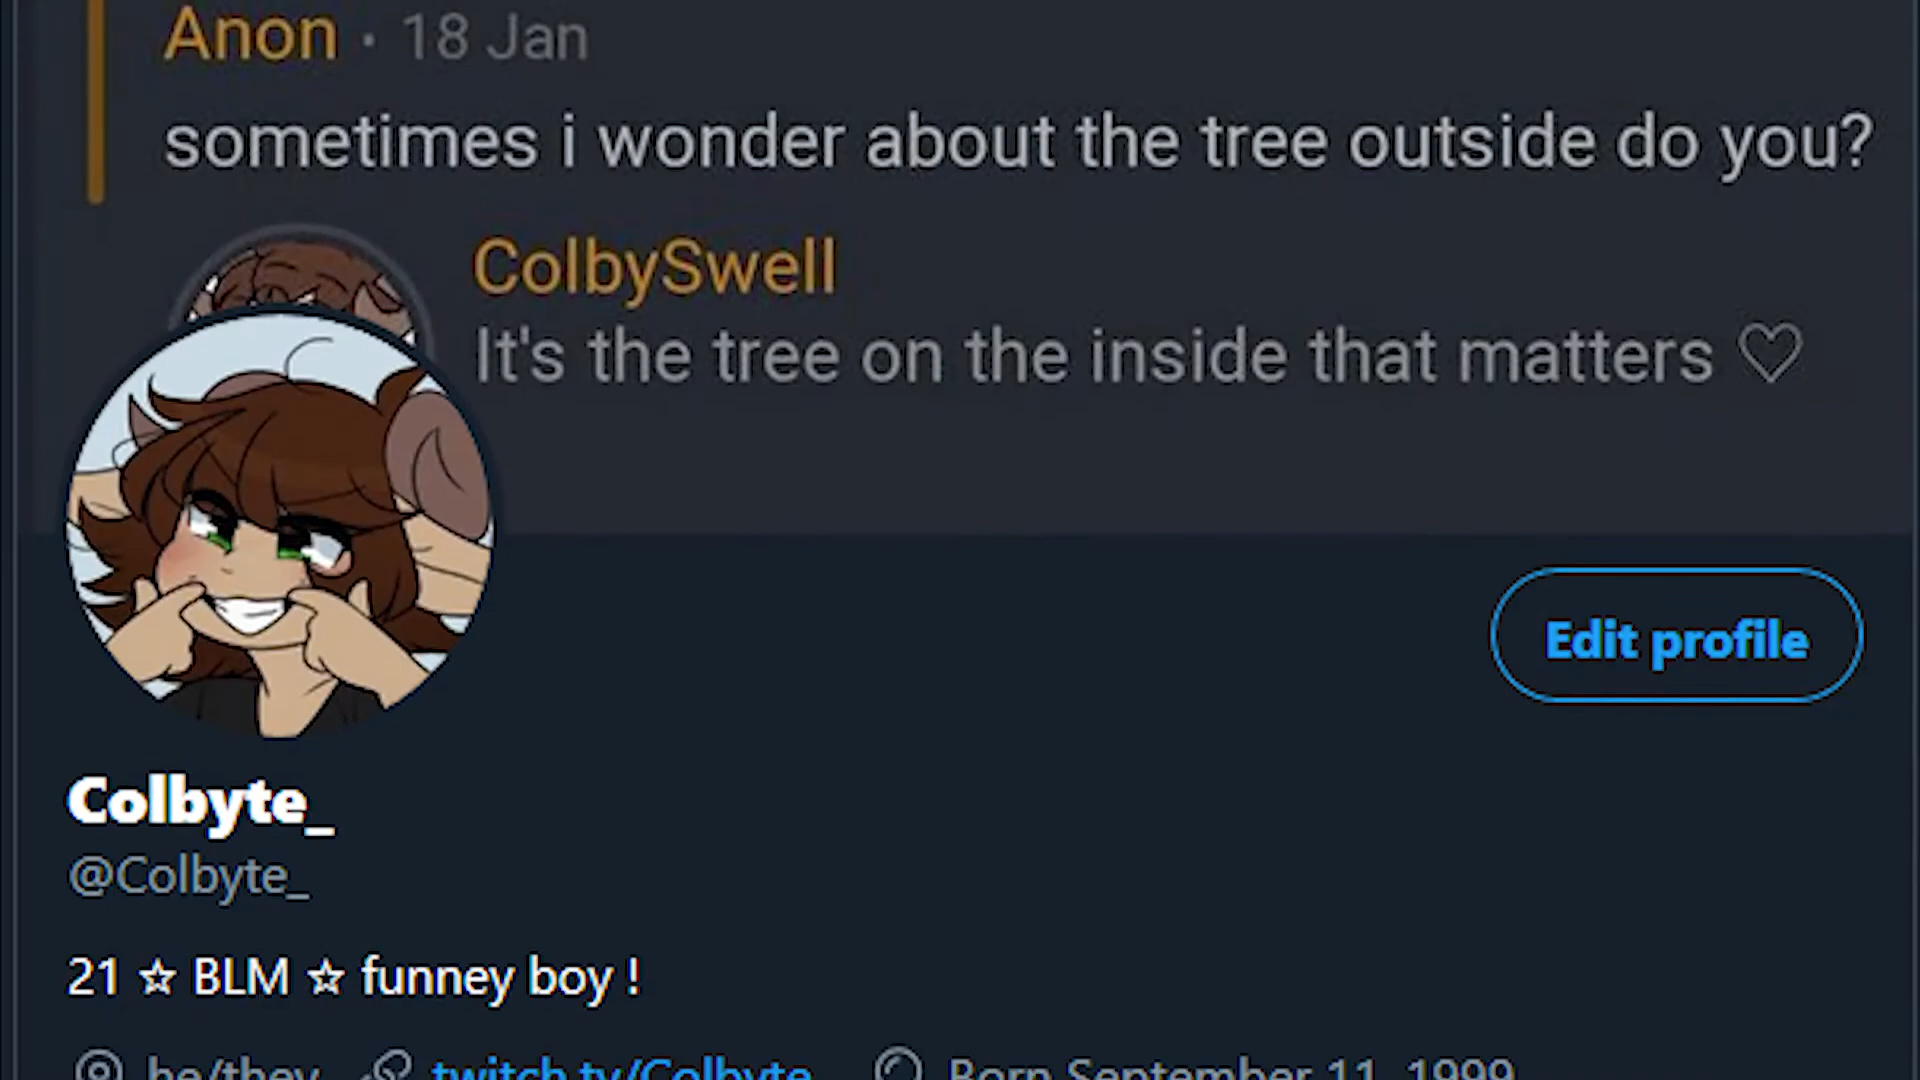 Anon · 18 Jan
sometimes i wonder about the tree outside do you?
ColbySwell
It's the tree on the inside that matters ♡
Edit profile
Colbyte_
@Colbyte_
21 ☆ BLM ☆ funney boy !
he/they twitch.tv/Colbyte_ Born September 11, 1999